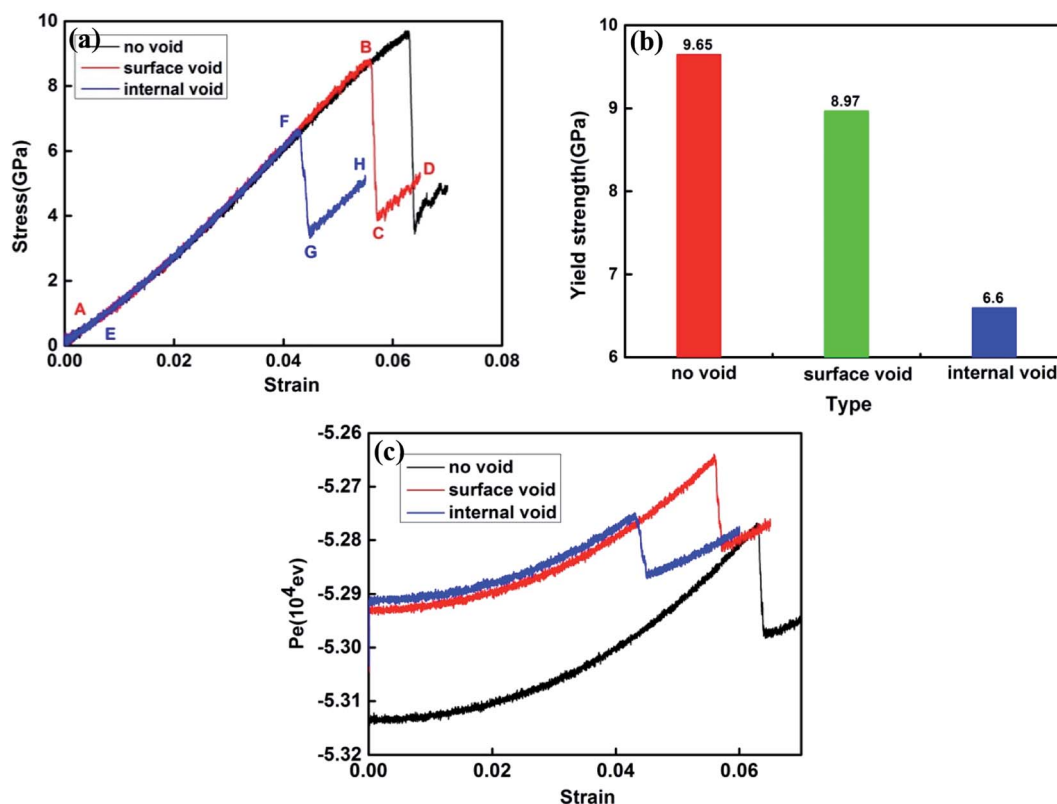 (a)
no void
surface void
internal void
B
F
H
D
C
G
A
E
10
8
6
4
2
0
Stress(GPa)
0.00 0.02 0.04 0.06 0.08
Strain
(b)
9.65
8.97
6.6
10
9
8
7
6
Yield strength(GPa)
no void surface void internal void
Type
(c)
no void
surface void
internal void
-5.26
-5.27
-5.28
-5.29
-5.30
-5.31
-5.32
Pe(10⁴ev)
0.00 0.02 0.04 0.06
Strain